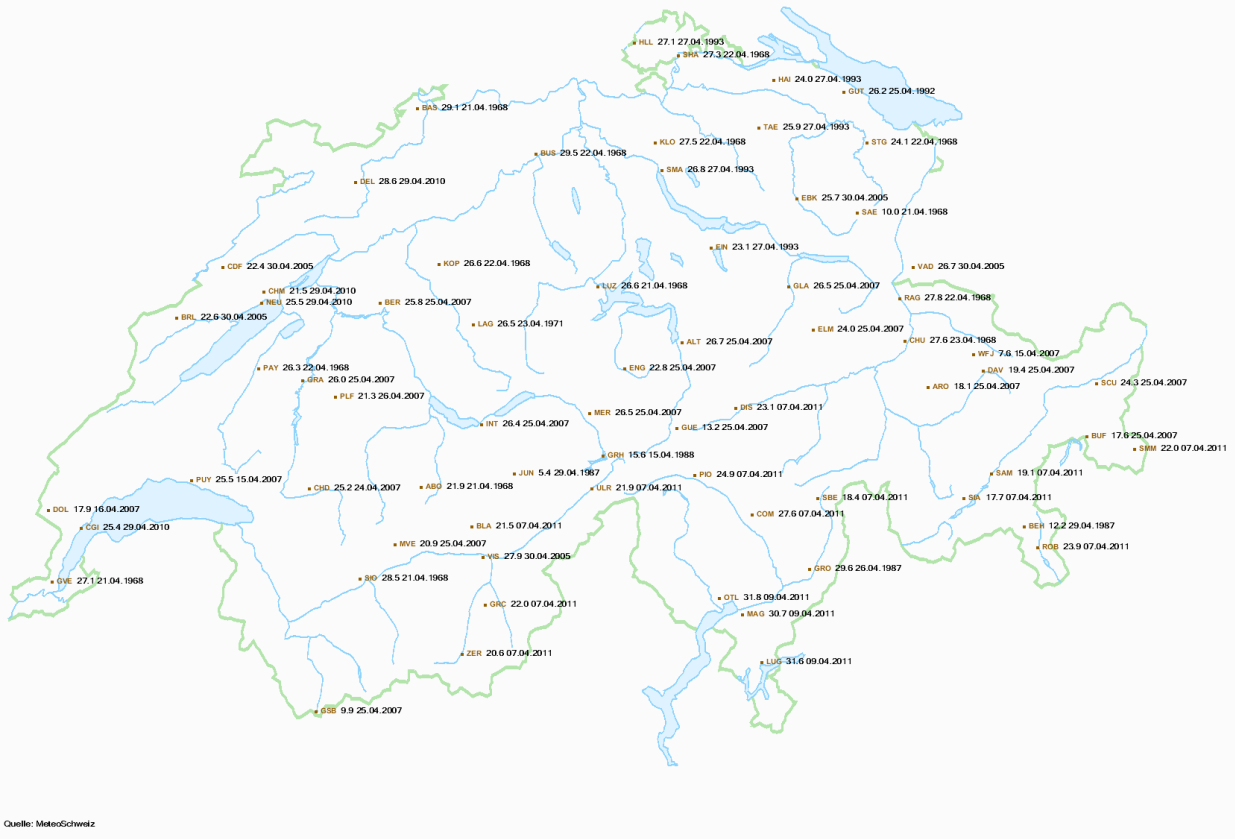 HLL 27.1 27.04.1993
SHA 27.3 22.04.1968
HAI 24.0 27.04.1993
GUT 26.2 25.04.1992
BAS 29.1 21.04.1968
TAE 25.9 27.04.1993
KLO 27.5 22.04.1968
STG 24.1 22.04.1968
BUS 29.5 22.04.1968
SMA 26.8 27.04.1993
DEL 28.6 29.04.2010
EBK 25.7 30.04.2005
SAE 10.0 21.04.1968
EIN 23.1 27.04.1993
KOP 26.6 22.04.1968
CDF 22.4 30.04.2005
VAD 26.7 30.04.2005
LUZ 26.6 21.04.1968
GLA 26.5 25.04.2007
CHM 21.5 29.04.2010
RAG 27.8 22.04.1968
NEU 25.5 29.04.2010
BER 25.8 25.04.2007
BRL 22.6 30.04.2005
LAG 26.5 23.04.1971
ELM 24.0 25.04.2007
ALT 26.7 25.04.2007
CHU 27.6 23.04.1968
WFJ 7.6 15.04.2007
PAY 26.3 22.04.1968
ENG 22.8 25.04.2007
DAV 19.4 25.04.2007
GRA 26.0 25.04.2007
SCU 24.3 25.04.2007
ARO 18.1 25.04.2007
PLF 21.3 26.04.2007
DIS 23.1 07.04.2011
MER 26.5 25.04.2007
INT 26.4 25.04.2007
GUE 13.2 25.04.2007
BUF 17.6 25.04.2007
SMM 22.0 07.04.2011
GRH 15.6 15.04.1988
JUN 5.4 29.04.1987
PIO 24.9 07.04.2011
SAM 19.1 07.04.2011
PUY 25.5 15.04.2007
CHD 25.2 24.04.2007
ABO 21.9 21.04.1968
ULR 21.9 07.04.2011
SBE 18.4 07.04.2011
SIA 17.7 07.04.2011
DOL 17.9 16.04.2007
COM 27.6 07.04.2011
CGI 25.4 29.04.2010
BLA 21.5 07.04.2011
BEH 12.2 29.04.1987
MVE 20.9 25.04.2007
ROB 23.9 07.04.2011
VIS 27.9 30.04.2005
GRO 29.6 26.04.1987
GVE 27.1 21.04.1968
SIO 28.5 21.04.1968
OTL 31.8 09.04.2011
GRC 22.0 07.04.2011
MAG 30.7 09.04.2011
ZER 20.6 07.04.2011
LUG 31.6 09.04.2011
GSB 9.9 25.04.2007
Quelle: MeteoSchweiz